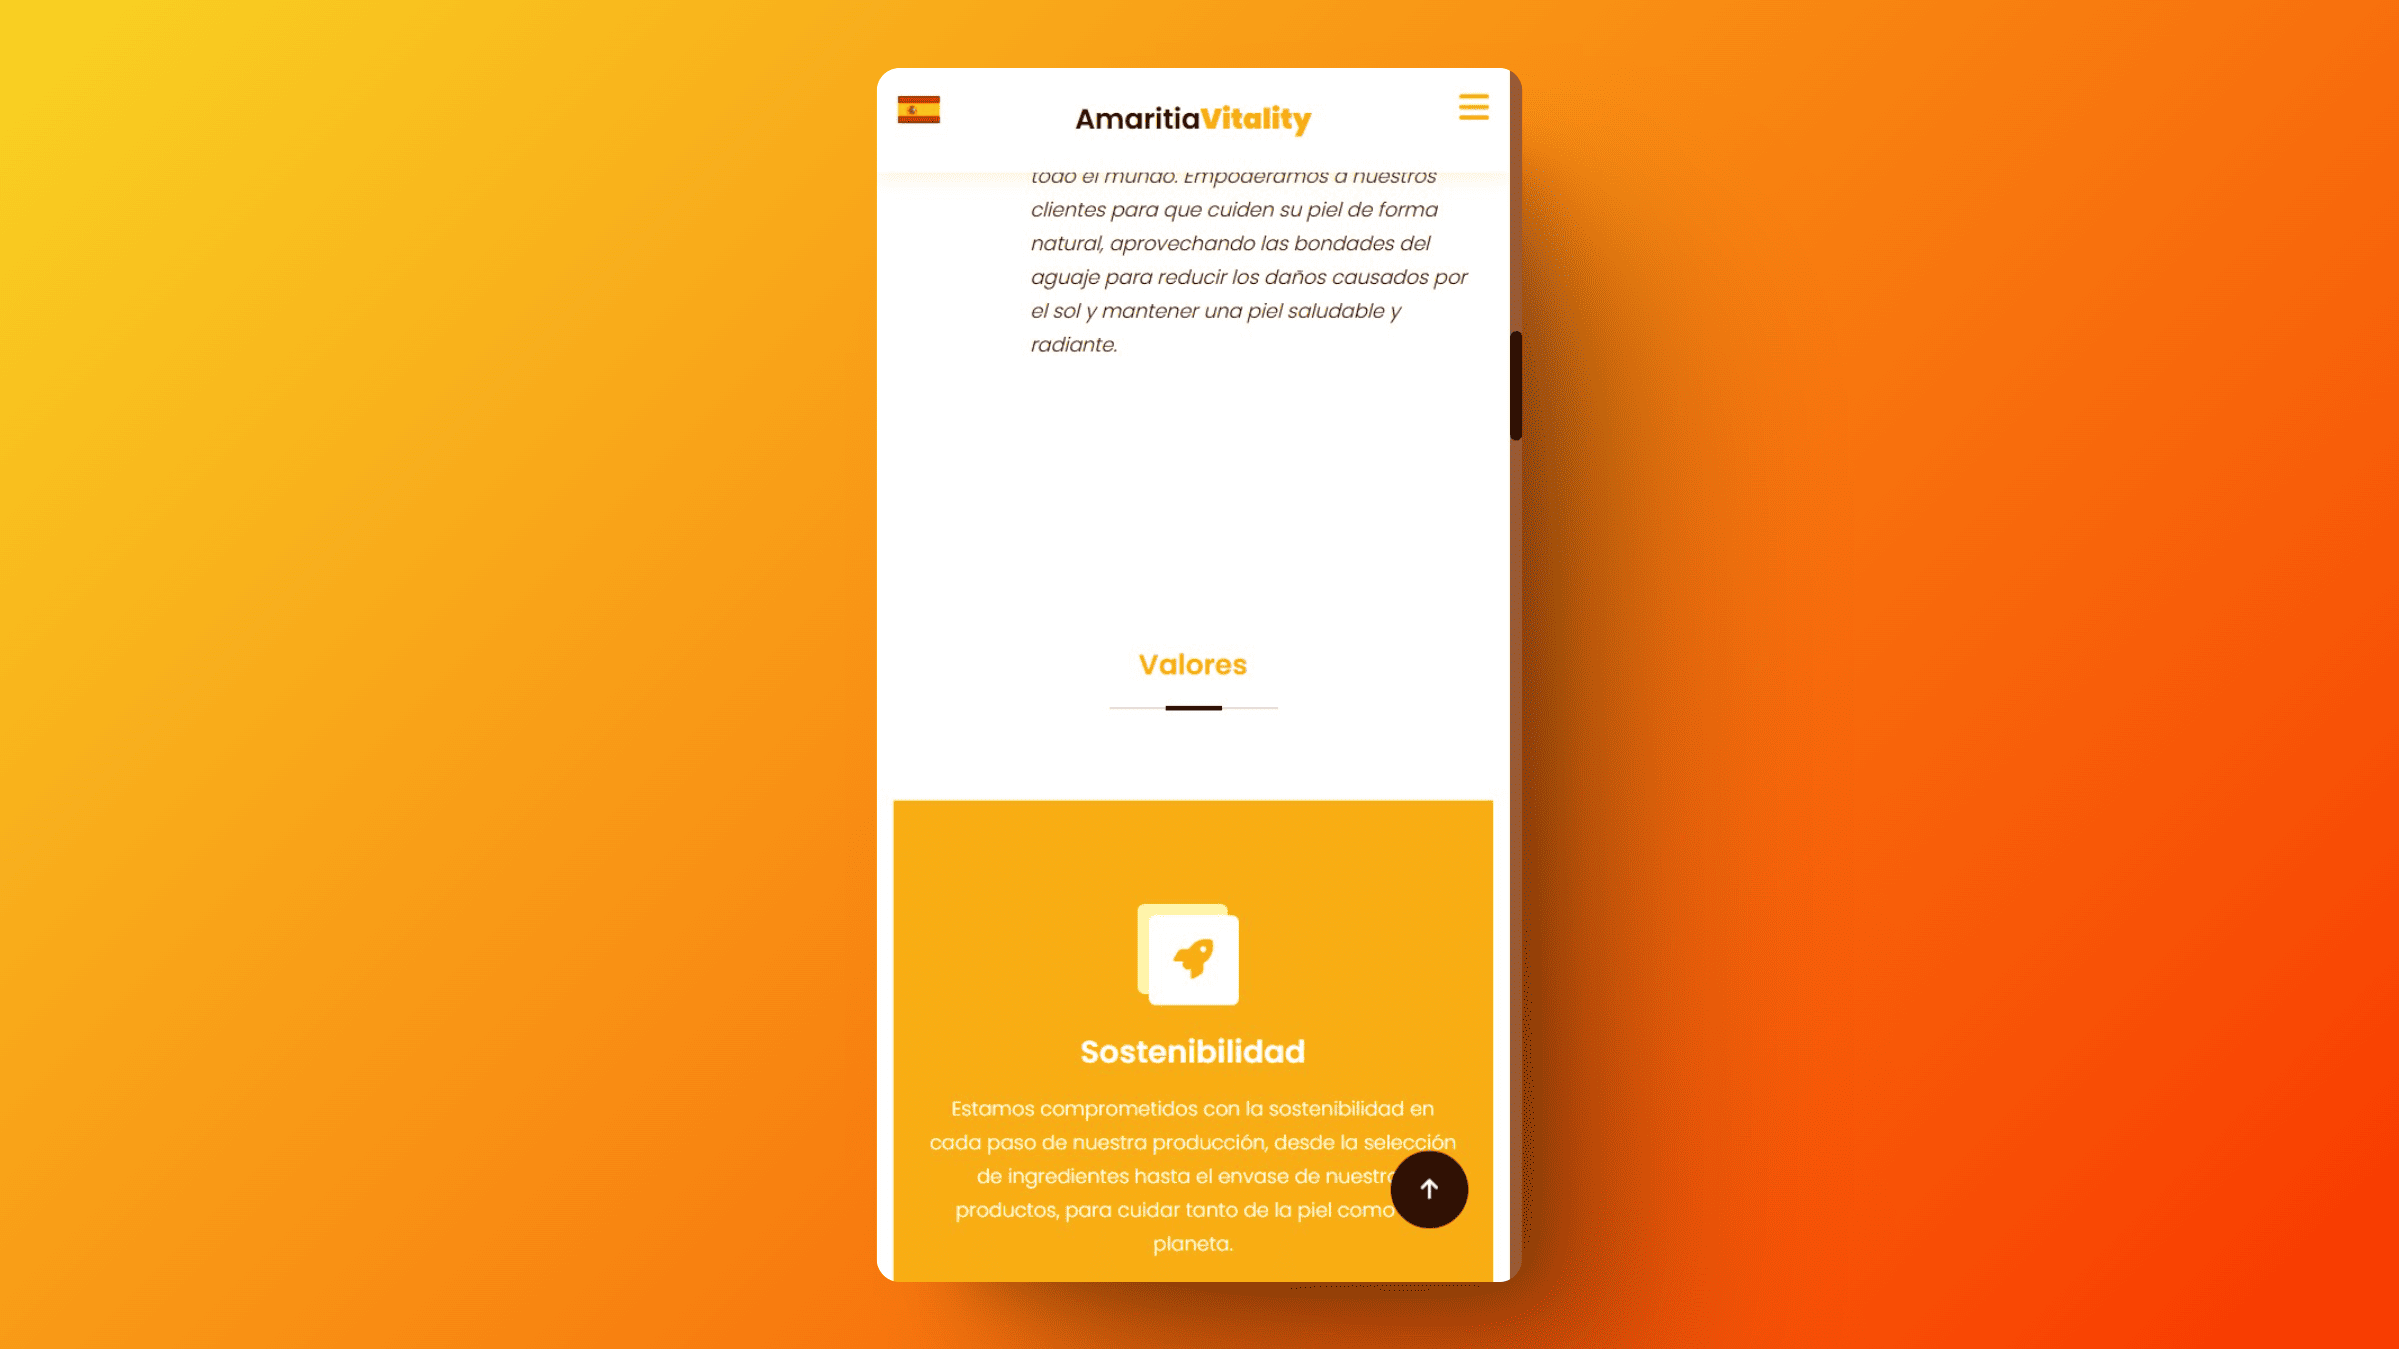 AmaritiaVitality
todo el mundo. Empoderamos a nuestros
clientes para que cuiden su piel de forma
natural, aprovechando las bondades del
aguaje para reducir los daños causados por
el sol y mantener una piel saludable y
radiante.
Valores
Sostenibilidad
Estamos comprometidos con la sostenibilidad en
cada paso de nuestra producción, desde la selección
de ingredientes hasta el envase de
productos, para cuidar tanto de la piel como
planeta.